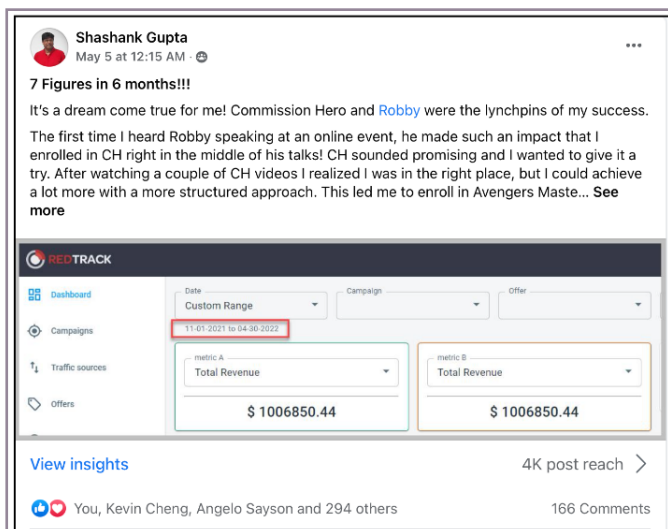 Shashank Gupta
May 5 at 12:15 AM ·
7 Figures in 6 months!!!
It's a dream come true for me! Commission Hero and Robby were the lynchpins of my success.
The first time I heard Robby speaking at an online event, he made such an impact that I
enrolled in CH right in the middle of his talks! CH sounded promising and I wanted to give it a
try. After watching a couple of CH videos I realized I was in the right place, but I could achieve
a lot more with a more structured approach. This led me to enroll in Avengers Maste... See
more
REDTRACK
Dashboard
Campaigns
Traffic sources
Offers
Date
Custom Range
Campaign
Offer
11-01-2021 to 04-30-2022
metric A
Total Revenue
$ 1006850.44
metric B
Total Revenue
$ 1006850.44
View insights
4K post reach
You, Kevin Cheng, Angelo Sayson and 294 others
166 Comments